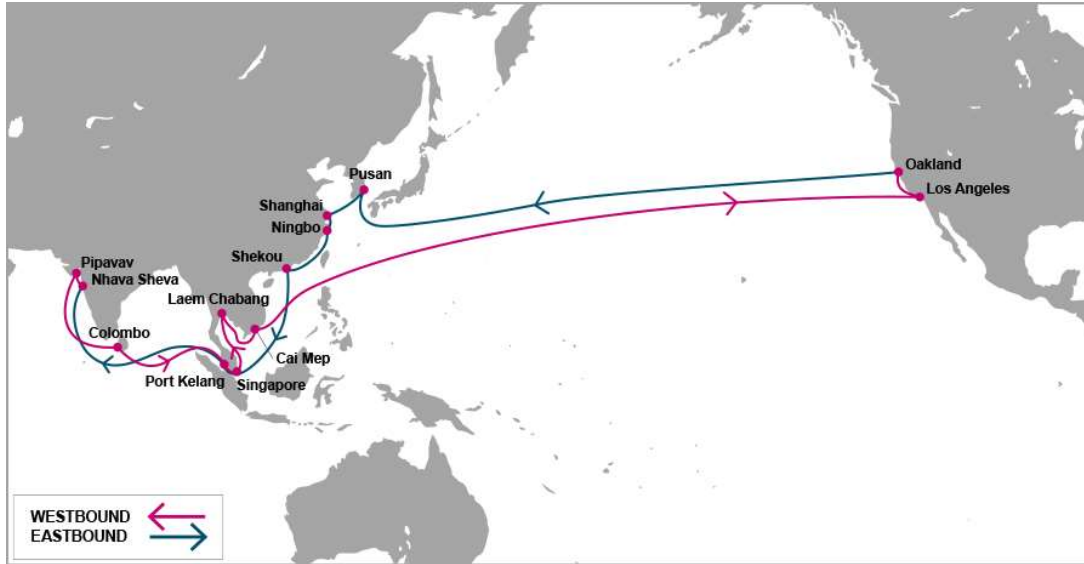 Oakland
Los Angeles
Pusan
Shanghai
Ningbo
Shekou
Pipavav
Nhava Sheva
Laem Chabang
Colombo
Cai Mep
Port Kelang
Singapore
WESTBOUND
EASTBOUND